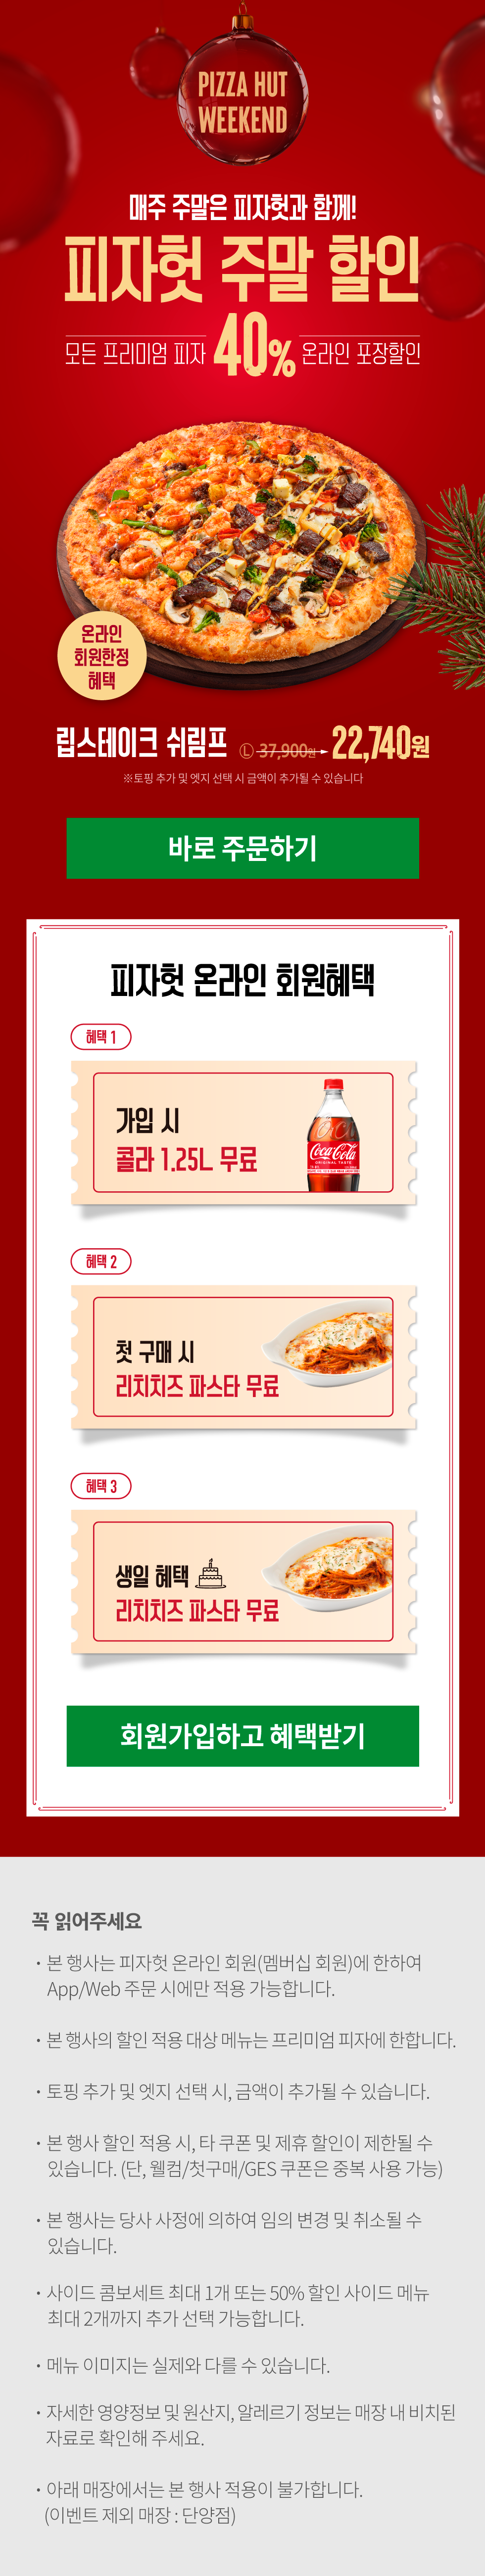 PIZZA HUT
WEEKEND
매주 주말은 피자헛과 함께!
피자헛 주말 할인
모든 프리미엄 피자 40% 온라인 포장할인
온라인
회원한정
혜택
립스테이크 쉬림프 Ⓛ 37,900원 → 22,740원
※토핑 추가 및 엣지 선택 시 금액이 추가될 수 있습니다
바로 주문하기
피자헛 온라인 회원혜택
혜택 1
가입 시
콜라 1.25L 무료
Coca-Cola
ORIGINAL TASTE
혜택 2
첫 구매 시
리치치즈 파스타 무료
혜택 3
생일 혜택
리치치즈 파스타 무료
회원가입하고 혜택받기
꼭 읽어주세요
• 본 행사는 피자헛 온라인 회원(멤버십 회원)에 한하여
App/Web 주문 시에만 적용 가능합니다.
• 본 행사의 할인 적용 대상 메뉴는 프리미엄 피자에 한합니다.
• 토핑 추가 및 엣지 선택 시, 금액이 추가될 수 있습니다.
• 본 행사 할인 적용 시, 타 쿠폰 및 제휴 할인이 제한될 수
있습니다. (단, 웰컴/첫구매/GES 쿠폰은 중복 사용 가능)
• 본 행사는 당사 사정에 의하여 임의 변경 및 취소될 수
있습니다.
• 사이드 콤보세트 최대 1개 또는 50% 할인 사이드 메뉴
최대 2개까지 추가 선택 가능합니다.
• 메뉴 이미지는 실제와 다를 수 있습니다.
• 자세한 영양정보 및 원산지, 알레르기 정보는 매장 내 비치된
자료로 확인해 주세요.
• 아래 매장에서는 본 행사 적용이 불가합니다.
(이벤트 제외 매장 : 단양점)